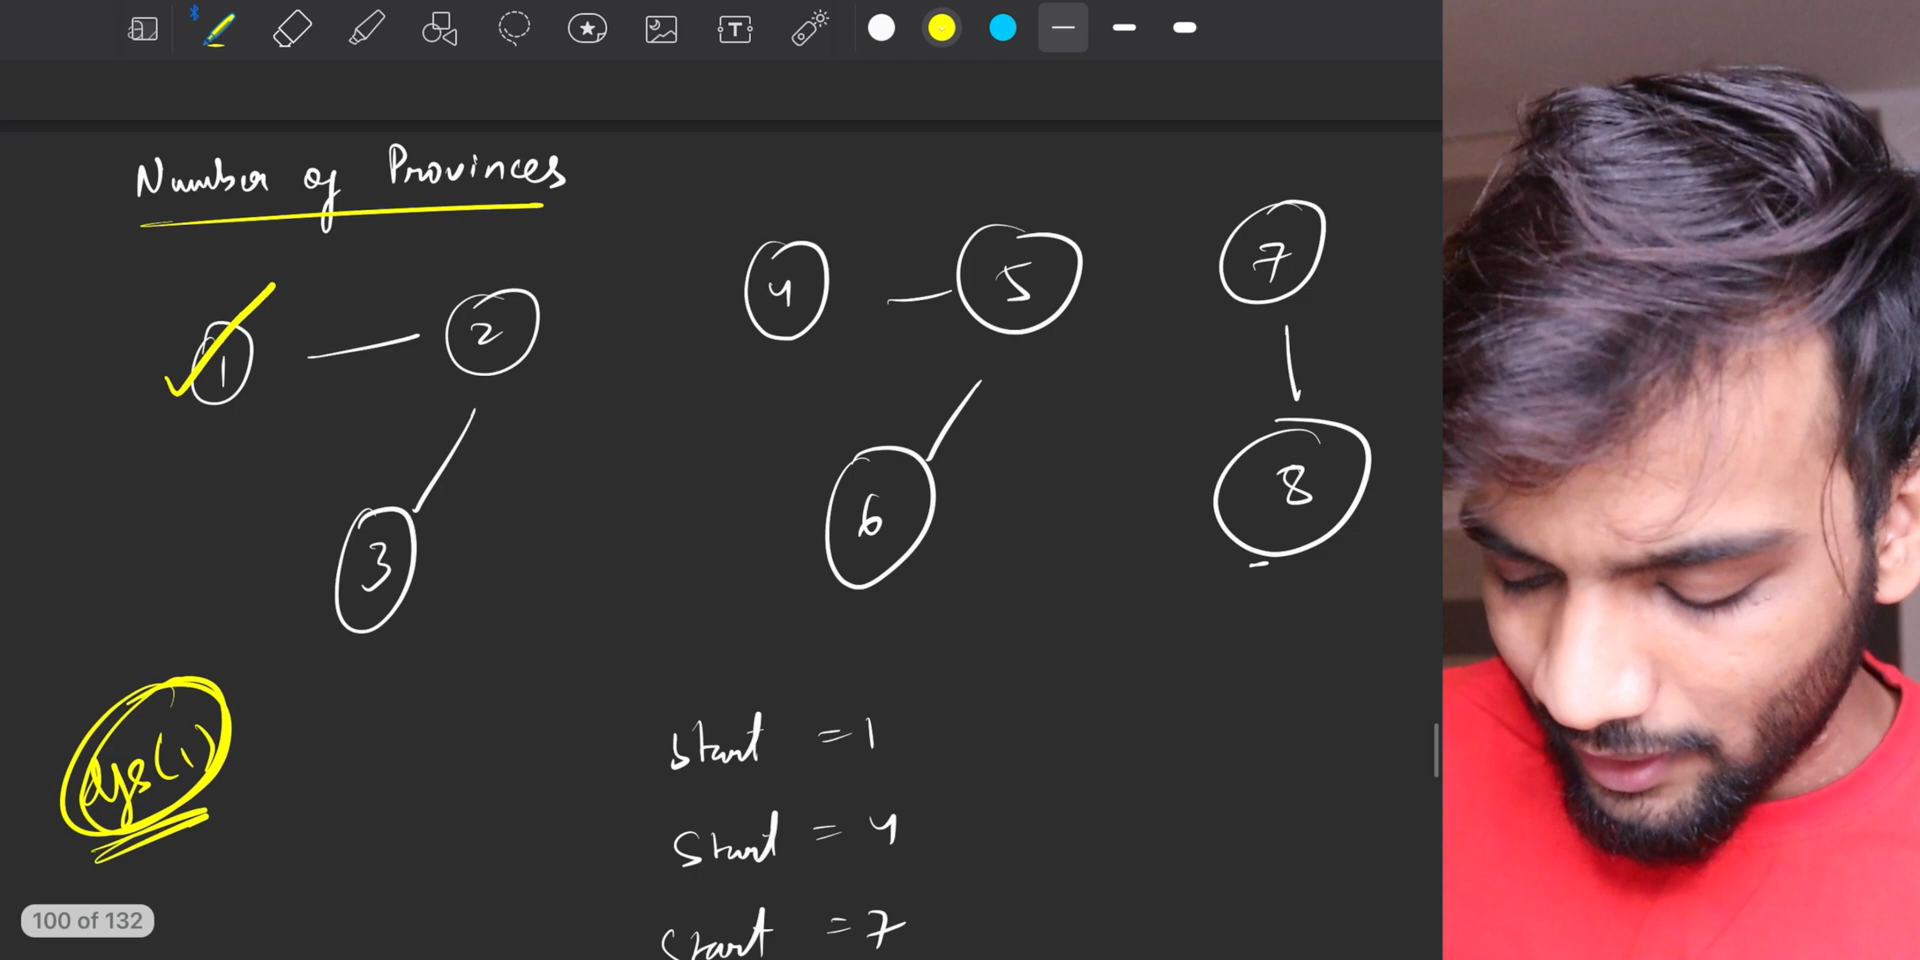 Number of Provinces
1 2
4 5 7
3 6 8
dfs(1)
Start = 1
Start = 4
Start = 7
100 of 132
T